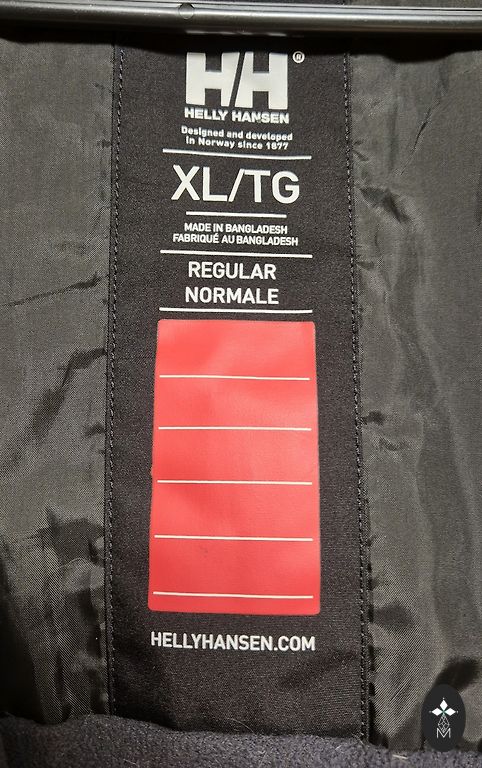 HH®
HELLY HANSEN
Designed and developed
in Norway since 1877
XL/TG
MADE IN BANGLADESH
FABRIQUÉ AU BANGLADESH
REGULAR
NORMALE
HELLYHANSEN.COM
M